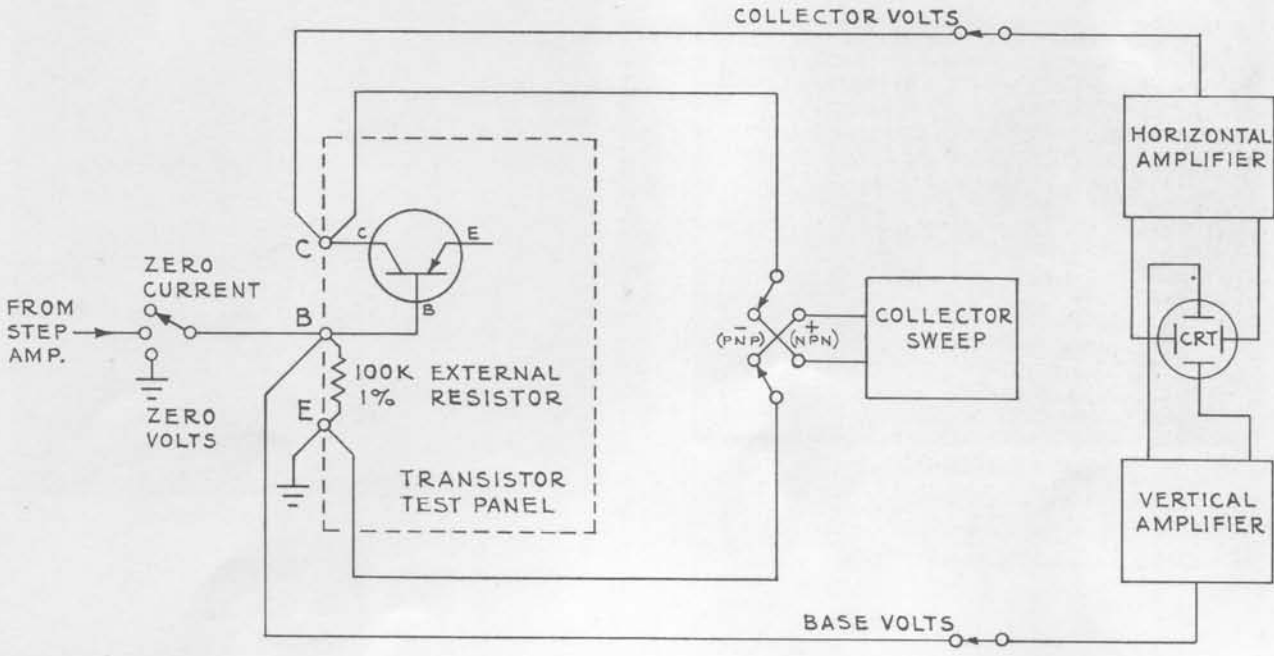 COLLECTOR VOLTS
HORIZONTAL
AMPLIFIER
C
C
E
B
ZERO
CURRENT
FROM
STEP
AMP.
B
ZERO
VOLTS
100K
1%
EXTERNAL
RESISTOR
E
TRANSISTOR
TEST PANEL
-
(PNP)
+
(NPN)
COLLECTOR
SWEEP
CRT
VERTICAL
AMPLIFIER
BASE VOLTS